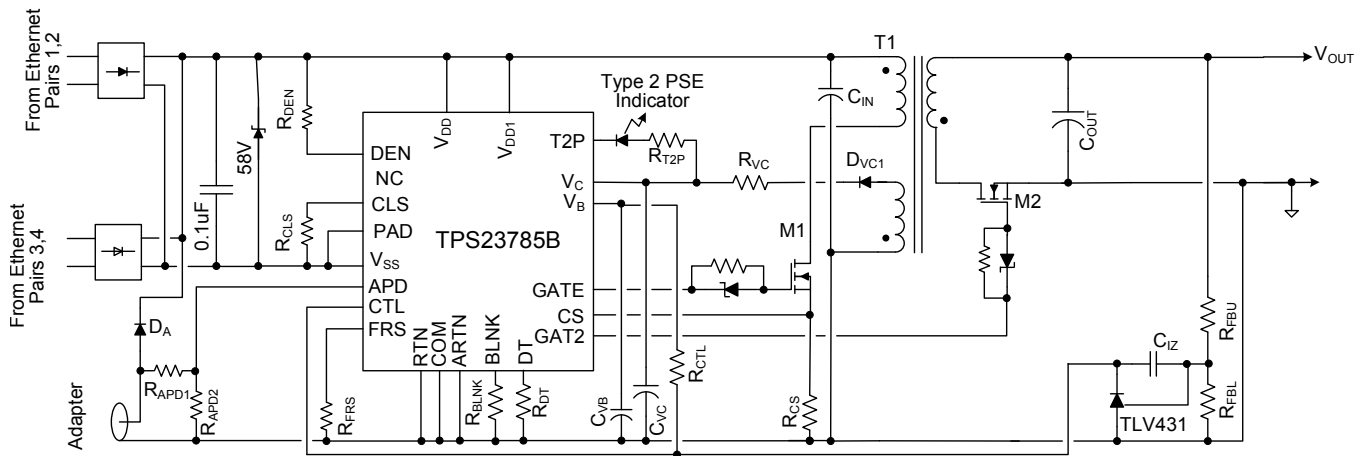 From Ethernet
Pairs 1,2
From Ethernet
Pairs 3,4
0.1uF
58V
RDEN
RCLS
DA
RAPD1
RAPD2
Adapter
RFRS
DEN
NC
CLS
PAD
VSS
APD
CTL
FRS
VDD
VDD1
TPS23785B
T2P
VC
VB
GATE
CS
GAT2
RTN
COM
ARTN
BLNK
DT
RBLNK
RDT
Type 2 PSE
Indicator
RT2P
RVC
DVC1
CVB
CVC
RCTL
CIN
T1
M1
RCS
M2
COUT
VOUT
RFBU
CIZ
RFBL
TLV431